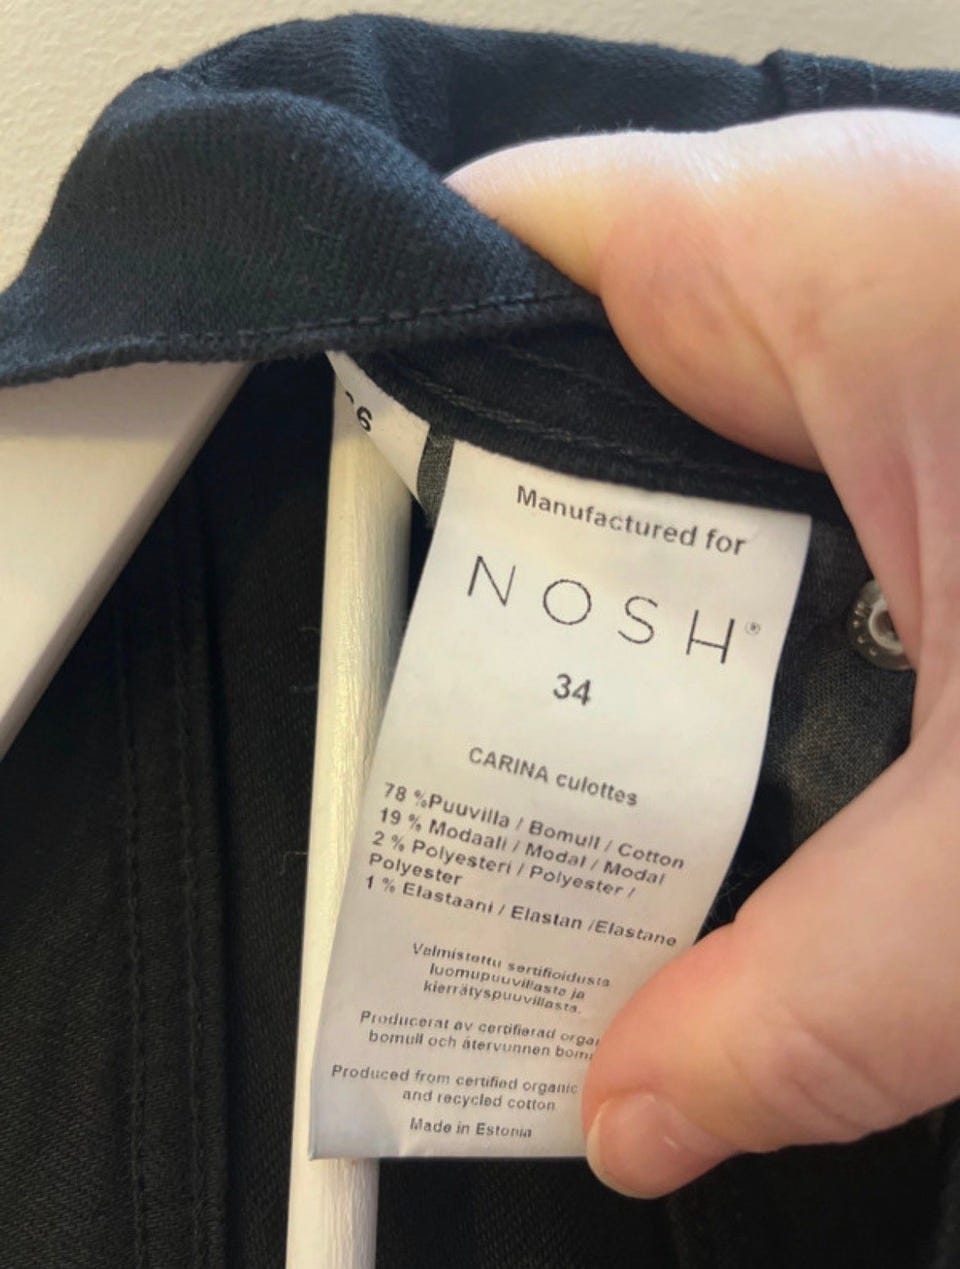 6
Manufactured for
NOSH®
34
CARINA culottes
78 %Puuvilla / Bomull / Cotton
19 % Modaali / Modal / Modal
2 % Polyesteri / Polyester /
Polyester
1 % Elastaani / Elastan /Elastane
Valmistettu sertifioidusta
luomupuuvillasta ja
kierrätyspuuvillasta.
Producerat av certifierad
bomull och återvunnen
Produced from certified organic
and recycled cotton
Made in Estonia